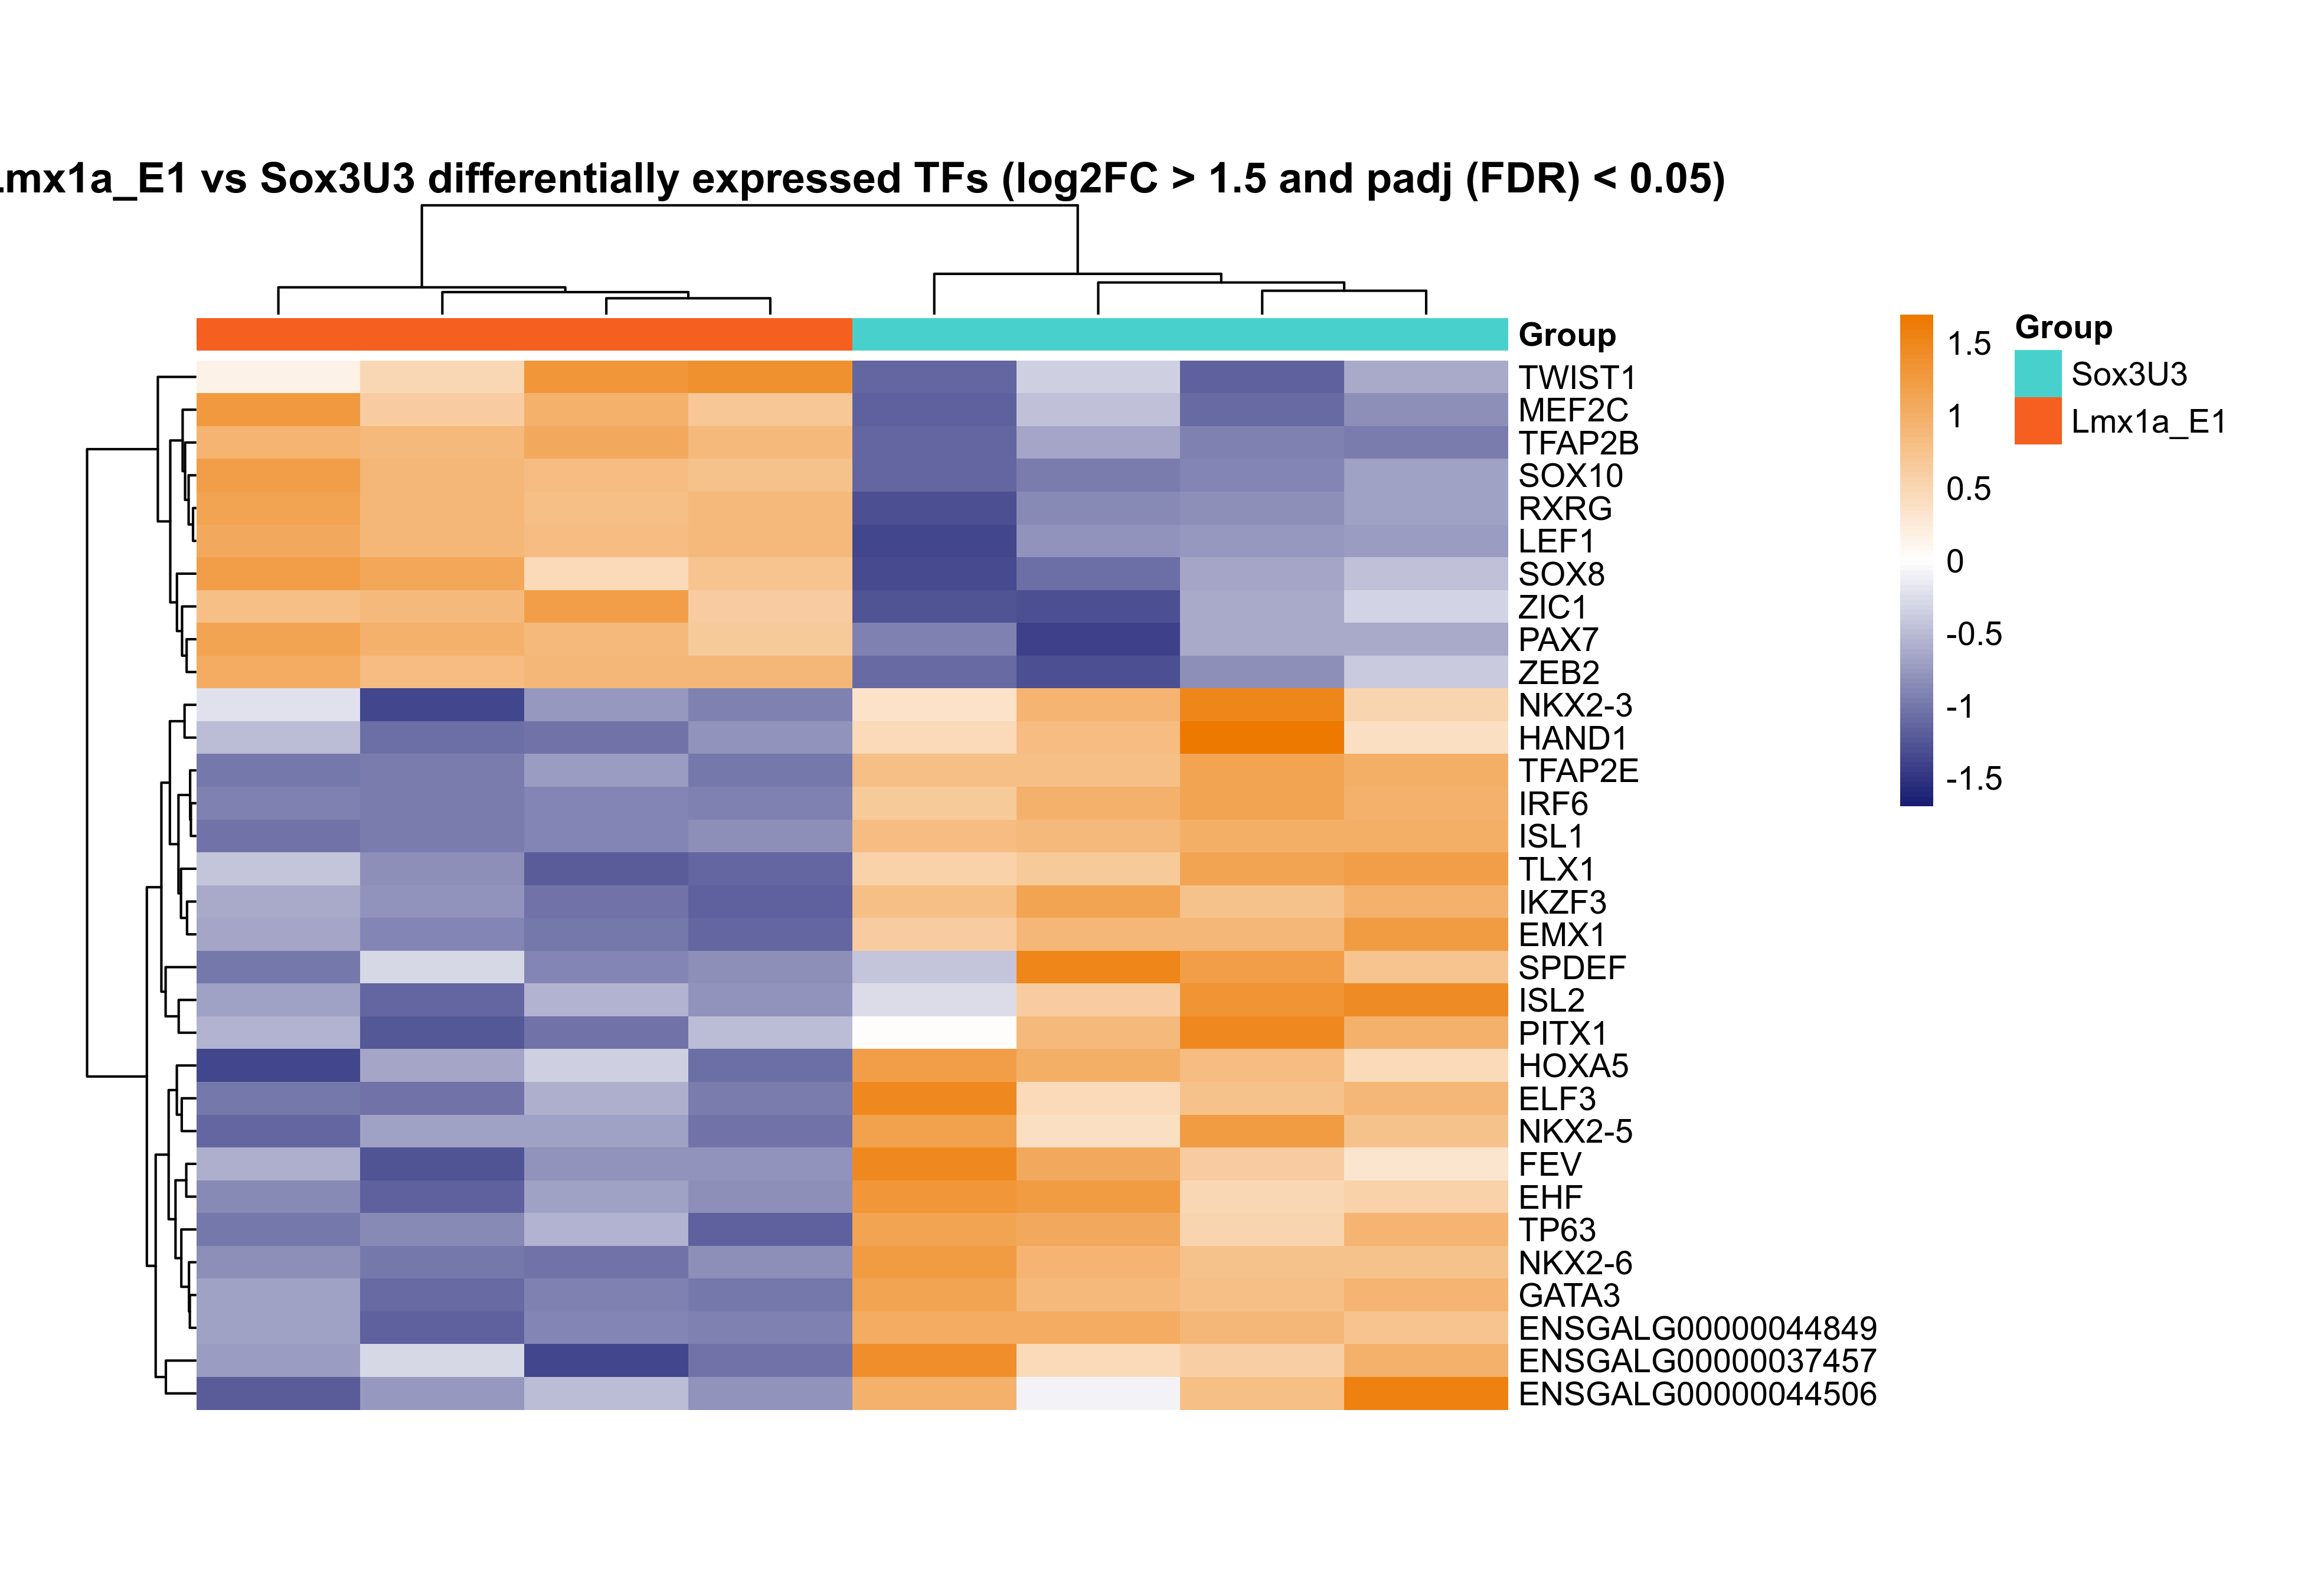 mx1a_E1 vs Sox3U3 differentially expressed TFs (log2FC > 1.5 and padj (FDR) < 0.05)
Group
TWIST1
MEF2C
TFAP2B
SOX10
RXRG
LEF1
SOX8
ZIC1
PAX7
ZEB2
NKX2-3
HAND1
TFAP2E
IRF6
ISL1
TLX1
IKZF3
EMX1
SPDEF
ISL2
PITX1
HOXA5
ELF3
NKX2-5
FEV
EHF
TP63
NKX2-6
GATA3
ENSGALG00000044849
ENSGALG00000037457
ENSGALG00000044506
1.5
1
0.5
0
-0.5
-1
-1.5
Group
Sox3U3
Lmx1a_E1